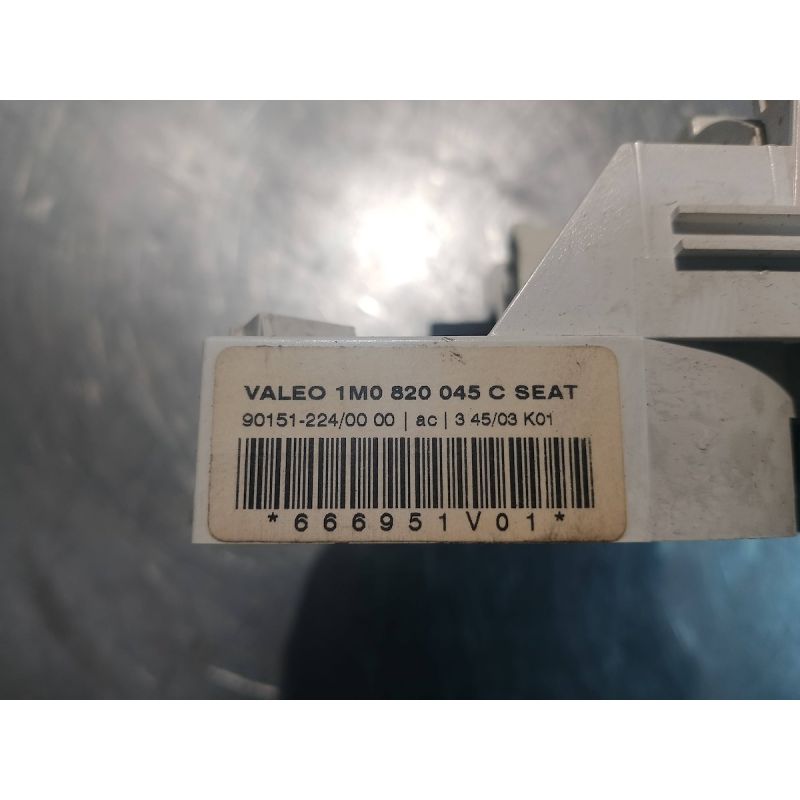 VALEO 1M0 820 045 C SEAT
90151-224/00 00 | ac | 3 45/03 K01
*666951V01*